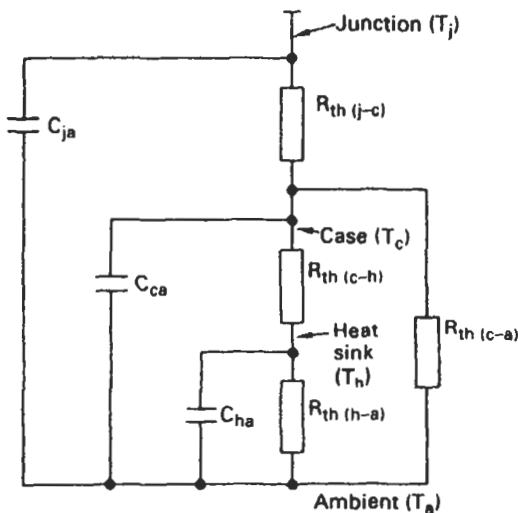 Junction (Tj)
Rth (j–c)
Cja
Case (Tc)
Rth (c–h)
Cca
Heat
sink
(Th)
Rth (c–a)
Rth (h–a)
Cha
Ambient (Ta)